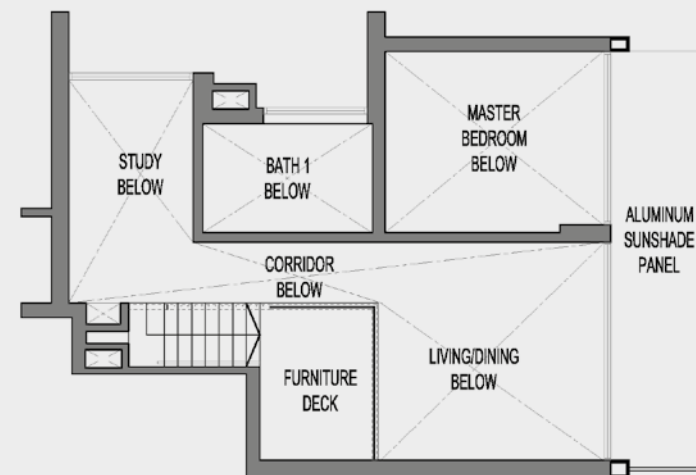 MASTER
BEDROOM
BELOW
STUDY
BELOW
BATH 1
BELOW
ALUMINUM
SUNSHADE
PANEL
CORRIDOR
BELOW
LIVING/DINING
BELOW
FURNITURE
DECK